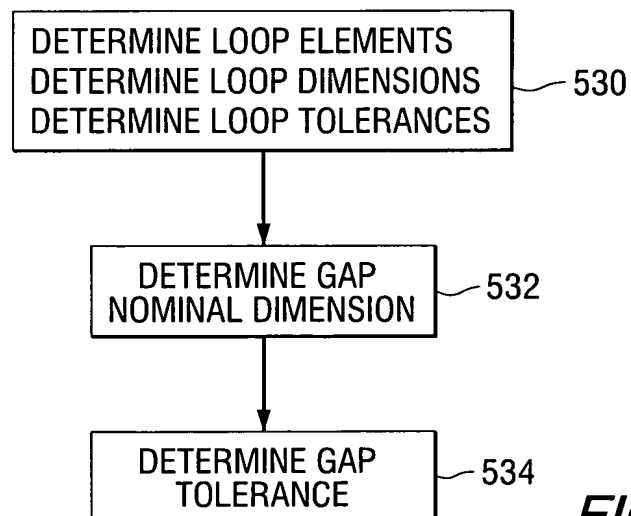 DETERMINE LOOP ELEMENTS
DETERMINE LOOP DIMENSIONS
DETERMINE LOOP TOLERANCES
530
DETERMINE GAP
NOMINAL DIMENSION
532
DETERMINE GAP
TOLERANCE
534